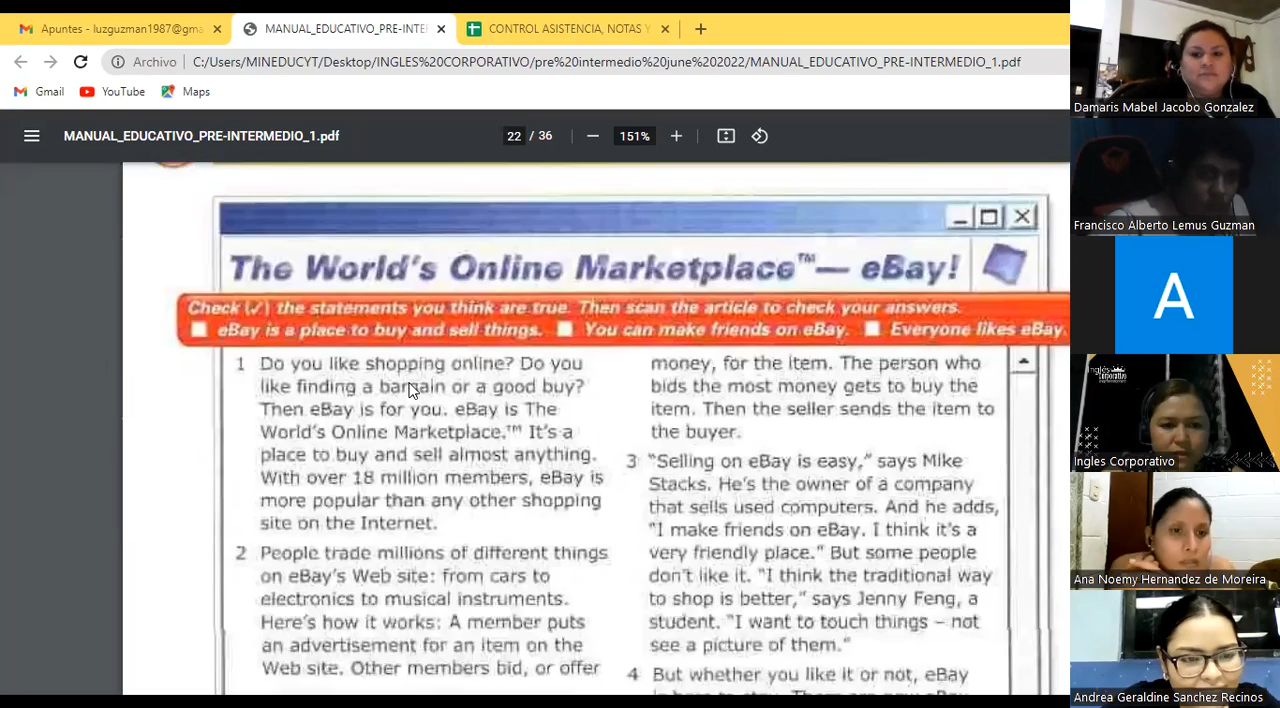 Apuntes - luzguzman1987@gma
MANUAL_EDUCATIVO_PRE-INTE
CONTROL ASISTENCIA, NOTAS Y
Archivo
C:/Users/MINEDUCYT/Desktop/INGLES%20CORPORATIVO/pre%20intermedio%20june%202022/MANUAL_EDUCATIVO_PRE-INTERMEDIO_1.pdf
Gmail
YouTube
Maps
MANUAL_EDUCATIVO_PRE-INTERMEDIO_1.pdf
22 / 36
151%
The World's Online Marketplace™— eBay!
Check (✓) the statements you think are true. Then scan the article to check your answers.
eBay is a place to buy and sell things.
You can make friends on eBay.
Everyone likes eBay.
1 Do you like shopping online? Do you
like finding a bargain or a good buy?
Then eBay is for you. eBay is The
World's Online Marketplace.™ It's a
place to buy and sell almost anything.
With over 18 million members, eBay is
more popular than any other shopping
site on the Internet.
2 People trade millions of different things
on eBay's Web site: from cars to
electronics to musical instruments.
Here's how it works: A member puts
an advertisement for an item on the
Web site. Other members bid, or offer
money, for the item. The person who
bids the most money gets to buy the
item. Then the seller sends the item to
the buyer.
3 "Selling on eBay is easy," says Mike
Stacks. He's the owner of a company
that sells used computers. And he adds,
"I make friends on eBay. I think it's a
very friendly place." But some people
don't like it. "I think the traditional way
to shop is better," says Jenny Feng, a
student. "I want to touch things – not
see a picture of them."
4 But whether you like it or not, eBay
Damaris Mabel Jacobo Gonzalez
Francisco Alberto Lemus Guzman
A
Inglés
Corporativo
Ingles Corporativo
Ana Noemy Hernandez de Moreira
Andrea Geraldine Sanchez Recinos